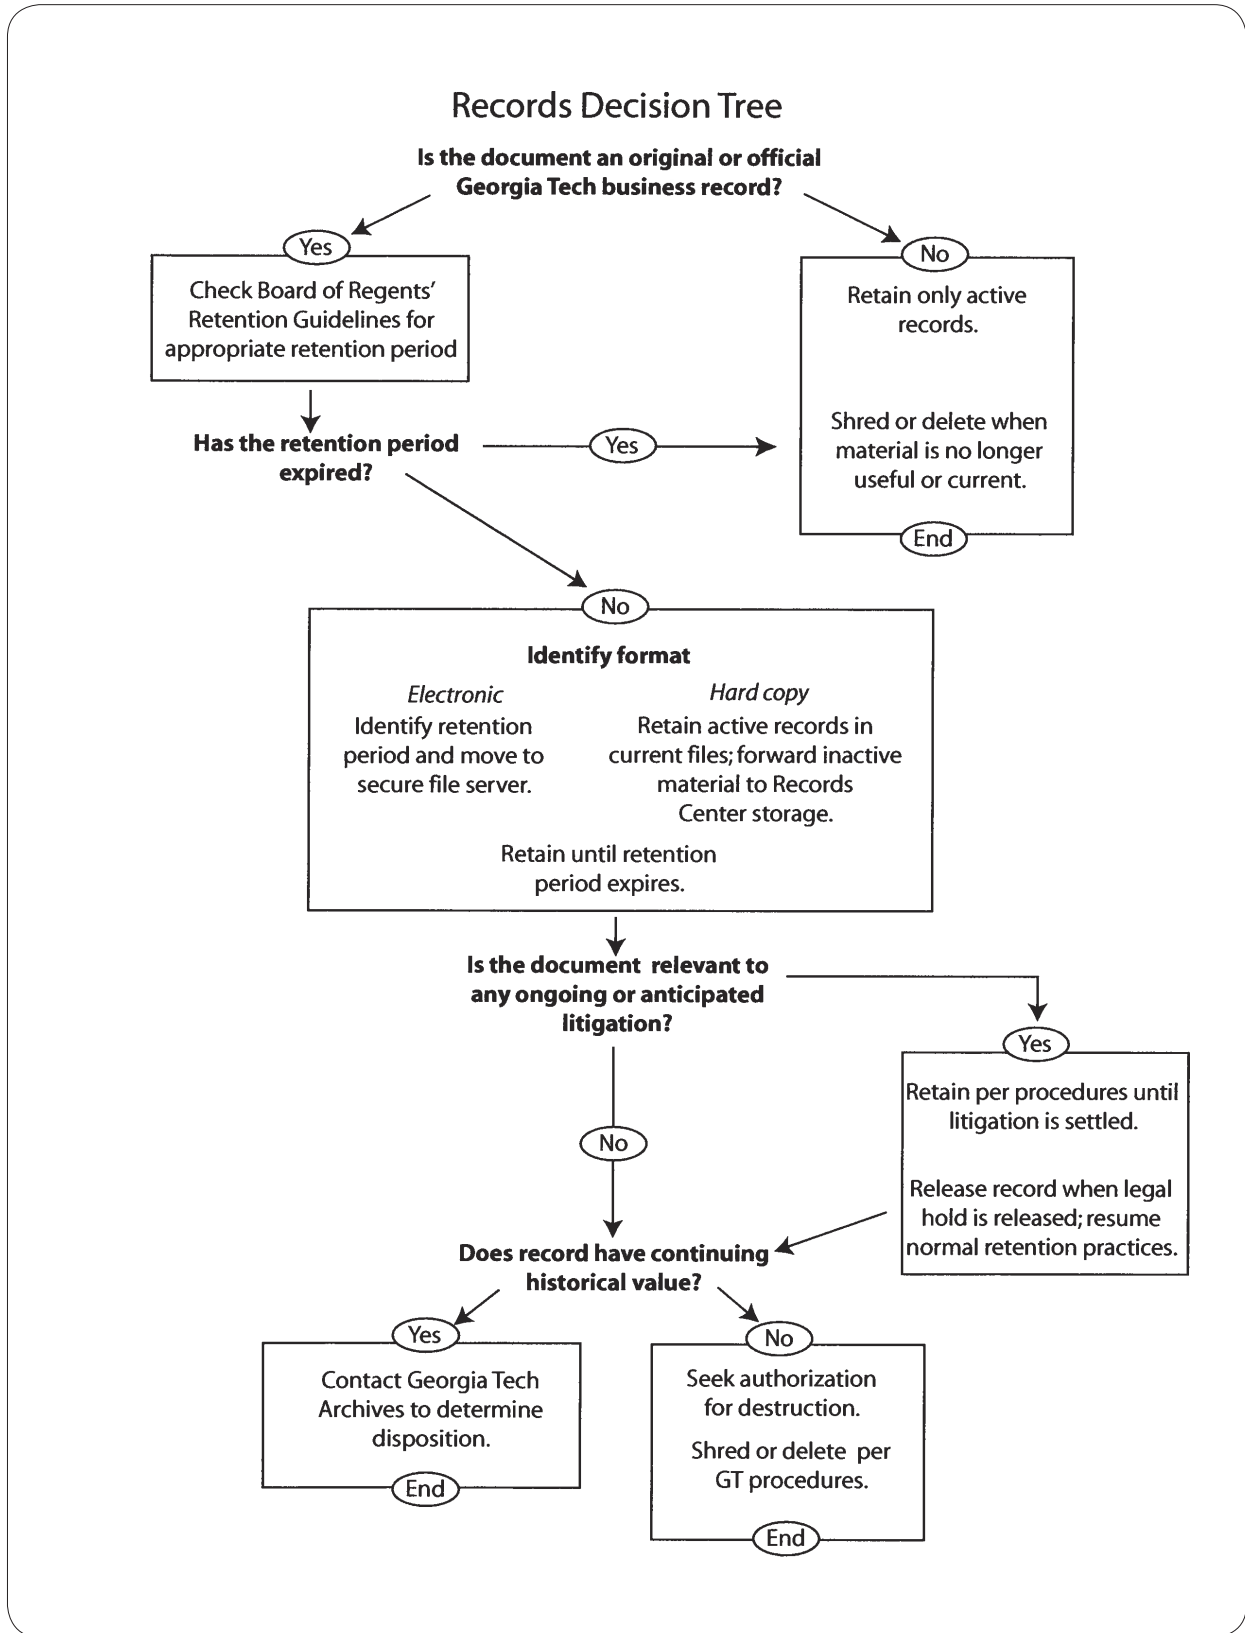 Records Decision Tree
Is the document an original or official
Georgia Tech business record?
Yes
Check Board of Regents’
Retention Guidelines for
appropriate retention period
No
Retain only active
records.
Shred or delete when
material is no longer
useful or current.
End
Has the retention period
expired?
Yes
No
Identify format
Electronic
Identify retention
period and move to
secure file server.
Hard copy
Retain active records in
current files; forward inactive
material to Records
Center storage.
Retain until retention
period expires.
Is the document relevant to
any ongoing or anticipated
litigation?
Yes
Retain per procedures until
litigation is settled.
Release record when legal
hold is released; resume
normal retention practices.
No
Does record have continuing
historical value?
Yes
Contact Georgia Tech
Archives to determine
disposition.
End
No
Seek authorization
for destruction.
Shred or delete per
GT procedures.
End